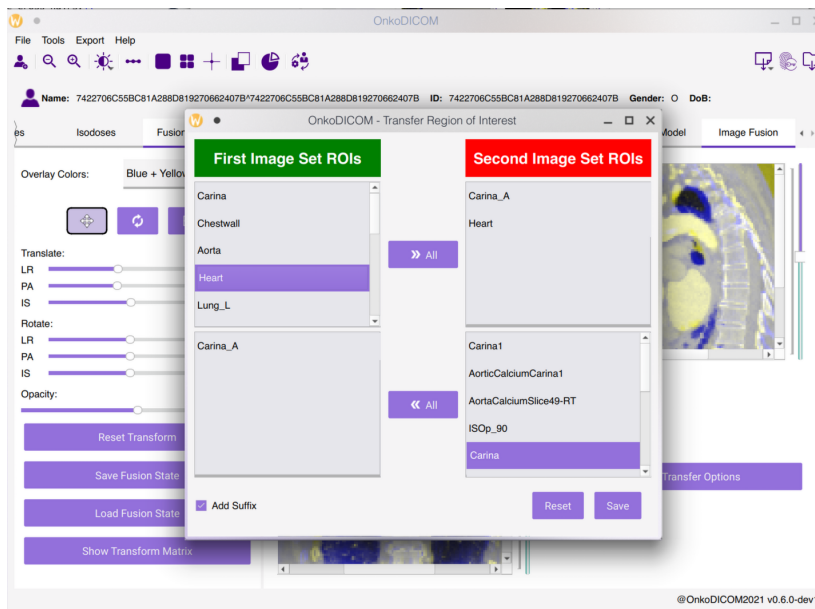 OnkoDICOM
File Tools Export Help
Name: 7422706C55BC81A288D819270662407B^7422706C55BC81A288D819270662407B ID: 7422706C55BC81A288D819270662407B Gender: O DoB:
es Isodoses Fusion
Model Image Fusion
OnkoDICOM - Transfer Region of Interest
Overlay Colors: Blue + Yellow
Translate:
LR
PA
IS
Rotate:
LR
PA
IS
Opacity:
Reset Transform
Save Fusion State
Load Fusion State
Show Transform Matrix
First Image Set ROIs
Carina
Chestwall
Aorta
Heart
Lung_L
Carina_A
Add Suffix
All
All
Second Image Set ROIs
Carina_A
Heart
Carina1
AorticCalciumCarina1
AortaCalciumSlice49-RT
ISOp_90
Carina
Reset Save
Transfer Options
@OnkoDICOM2021 v0.6.0-dev